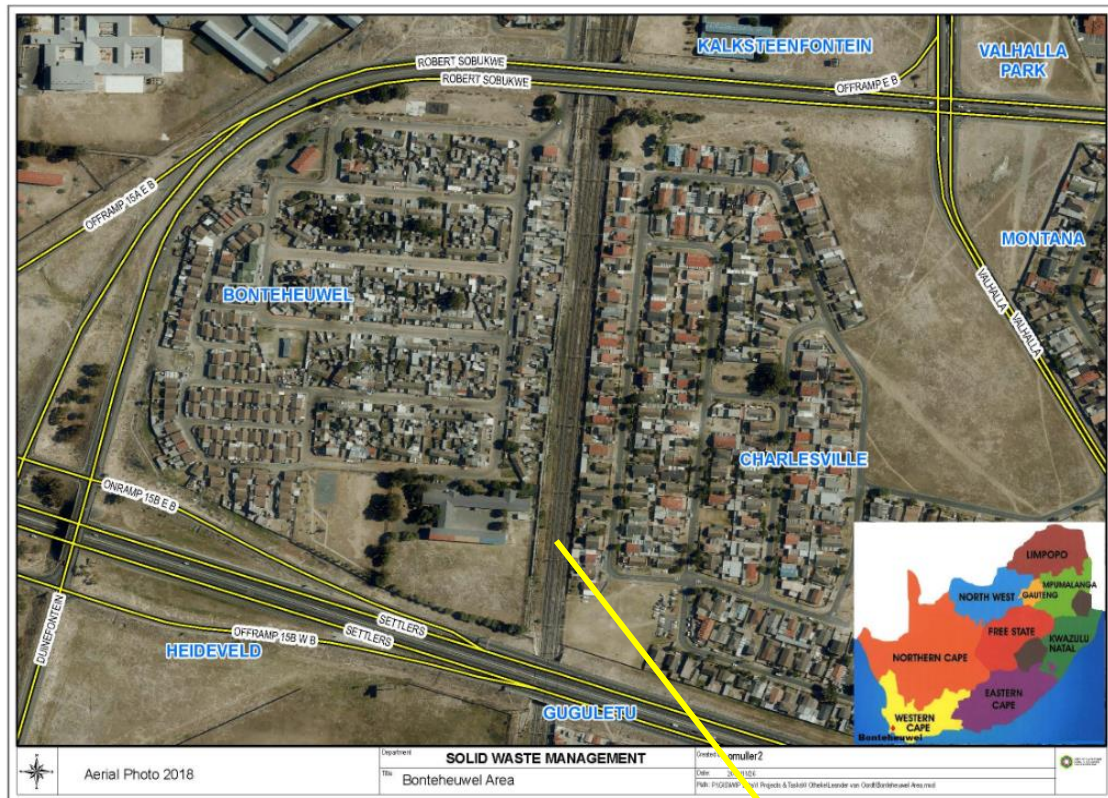 KALKSTEENFONTEIN
VALHALLA
PARK
ROBERT SOBUKWE
ROBERT SOBUKWE
OFFRAMP E B
OFFRAMP 15A E B
MONTANA
BONTEHEUWEL
VALHALLA
VALHALLA
CHARLESVILLE
ONRAMP 15B E B
SETTLERS
SETTLERS
OFFRAMP 15B W B
DUINEFONTEIN
HEIDEVELD
GUGULETU
LIMPOPO
MPUMALANGA
NORTH WEST
GAUTENG
FREE STATE
KWAZULU
NATAL
NORTHERN CAPE
EASTERN
CAPE
WESTERN
CAPE
Aerial Photo 2018
Department
SOLID WASTE MANAGEMENT
Title
Bonteheuwel Area
Date